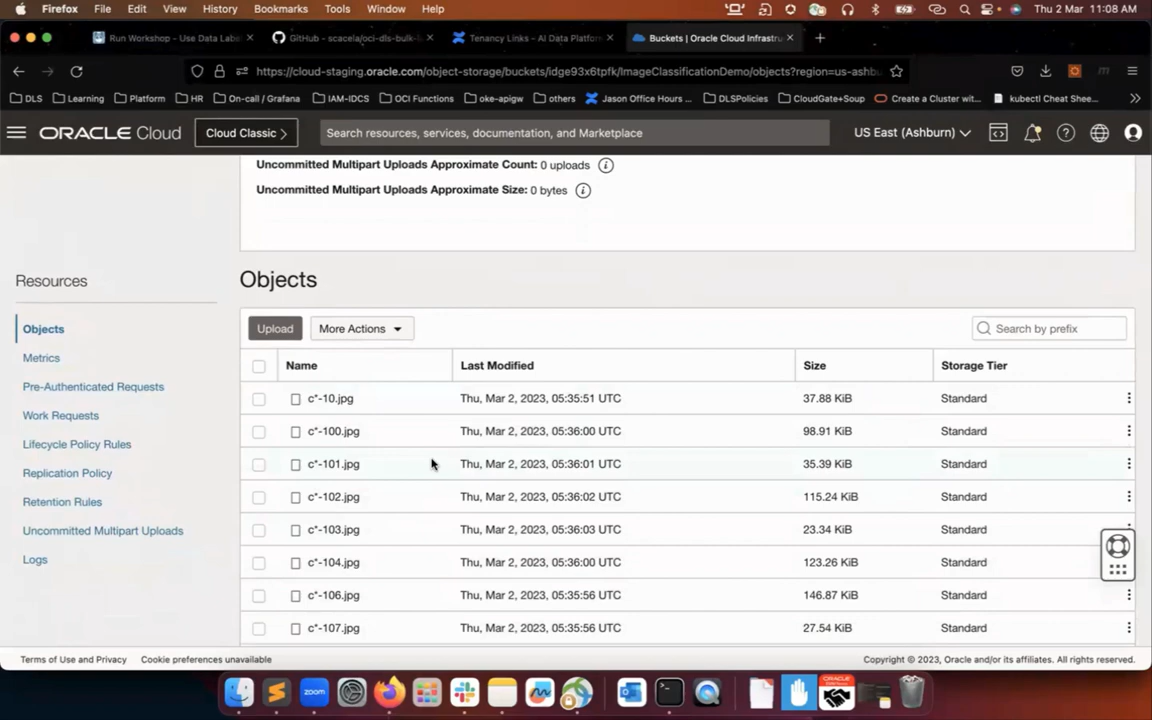 Firefox File Edit View History Bookmarks Tools Window Help Thu 2 Mar 11:08 AM
Run Workshop - Use Data Labe GitHub - scacela/oci-dls-bulk-l Tenancy Links - AI Data Platform Buckets | Oracle Cloud Infrastru
https://cloud-staging.oracle.com/object-storage/buckets/idge93x6tpfk/ImageClassificationDemo/objects?region=us-ashb
DLS Learning Platform HR On-call / Grafana IAM-IDCS OCI Functions oke-apigw others Jason Office Hours ... DLSPolicies CloudGate+Soup Create a Cluster wit... kubectl Cheat Shee...
ORACLE Cloud Cloud Classic Search resources, services, documentation, and Marketplace US East (Ashburn)
Uncommitted Multipart Uploads Approximate Count: 0 uploads
Uncommitted Multipart Uploads Approximate Size: 0 bytes
Resources
Objects
Metrics
Pre-Authenticated Requests
Work Requests
Lifecycle Policy Rules
Replication Policy
Retention Rules
Uncommitted Multipart Uploads
Logs
Objects
Upload More Actions Search by prefix
Name Last Modified Size Storage Tier
c*-10.jpg Thu, Mar 2, 2023, 05:35:51 UTC 37.88 KiB Standard
c*-100.jpg Thu, Mar 2, 2023, 05:36:00 UTC 98.91 KiB Standard
c*-101.jpg Thu, Mar 2, 2023, 05:36:01 UTC 35.39 KiB Standard
c*-102.jpg Thu, Mar 2, 2023, 05:36:02 UTC 115.24 KiB Standard
c*-103.jpg Thu, Mar 2, 2023, 05:36:03 UTC 23.34 KiB Standard
c*-104.jpg Thu, Mar 2, 2023, 05:36:00 UTC 123.26 KiB Standard
c*-106.jpg Thu, Mar 2, 2023, 05:35:56 UTC 146.87 KiB Standard
c*-107.jpg Thu, Mar 2, 2023, 05:35:56 UTC 27.54 KiB Standard
Terms of Use and Privacy Cookie preferences unavailable Copyright © 2023, Oracle and/or its affiliates. All rights reserved.
zoom
ORACLE